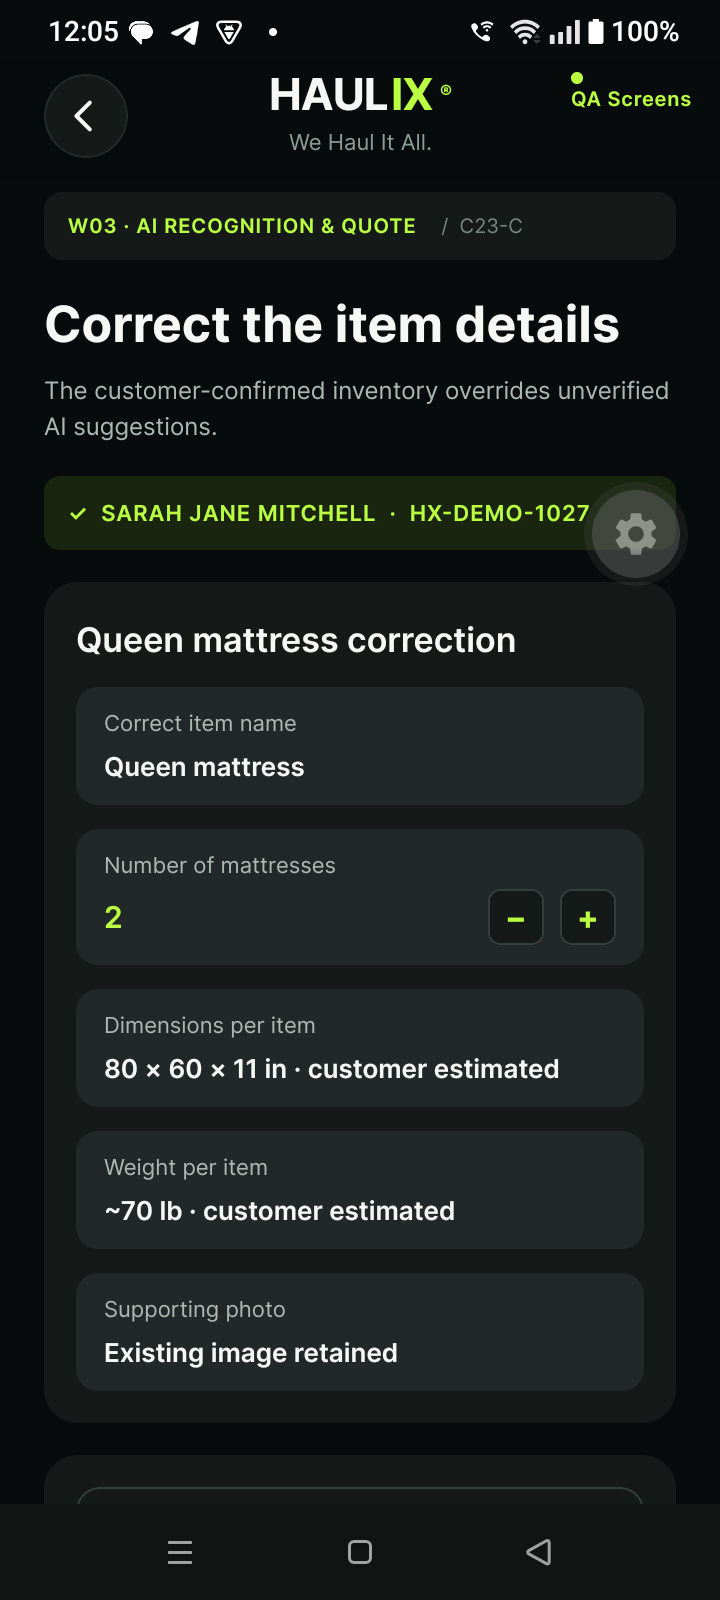 12:05 100%
HAULIX ®
We Haul It All.
QA Screens
W03 · AI RECOGNITION & QUOTE / C23-C
Correct the item details
The customer-confirmed inventory overrides unverified
AI suggestions.
✓ SARAH JANE MITCHELL · HX-DEMO-1027
Queen mattress correction
Correct item name
Queen mattress
Number of mattresses
2 − +
Dimensions per item
80 × 60 × 11 in · customer estimated
Weight per item
~70 lb · customer estimated
Supporting photo
Existing image retained